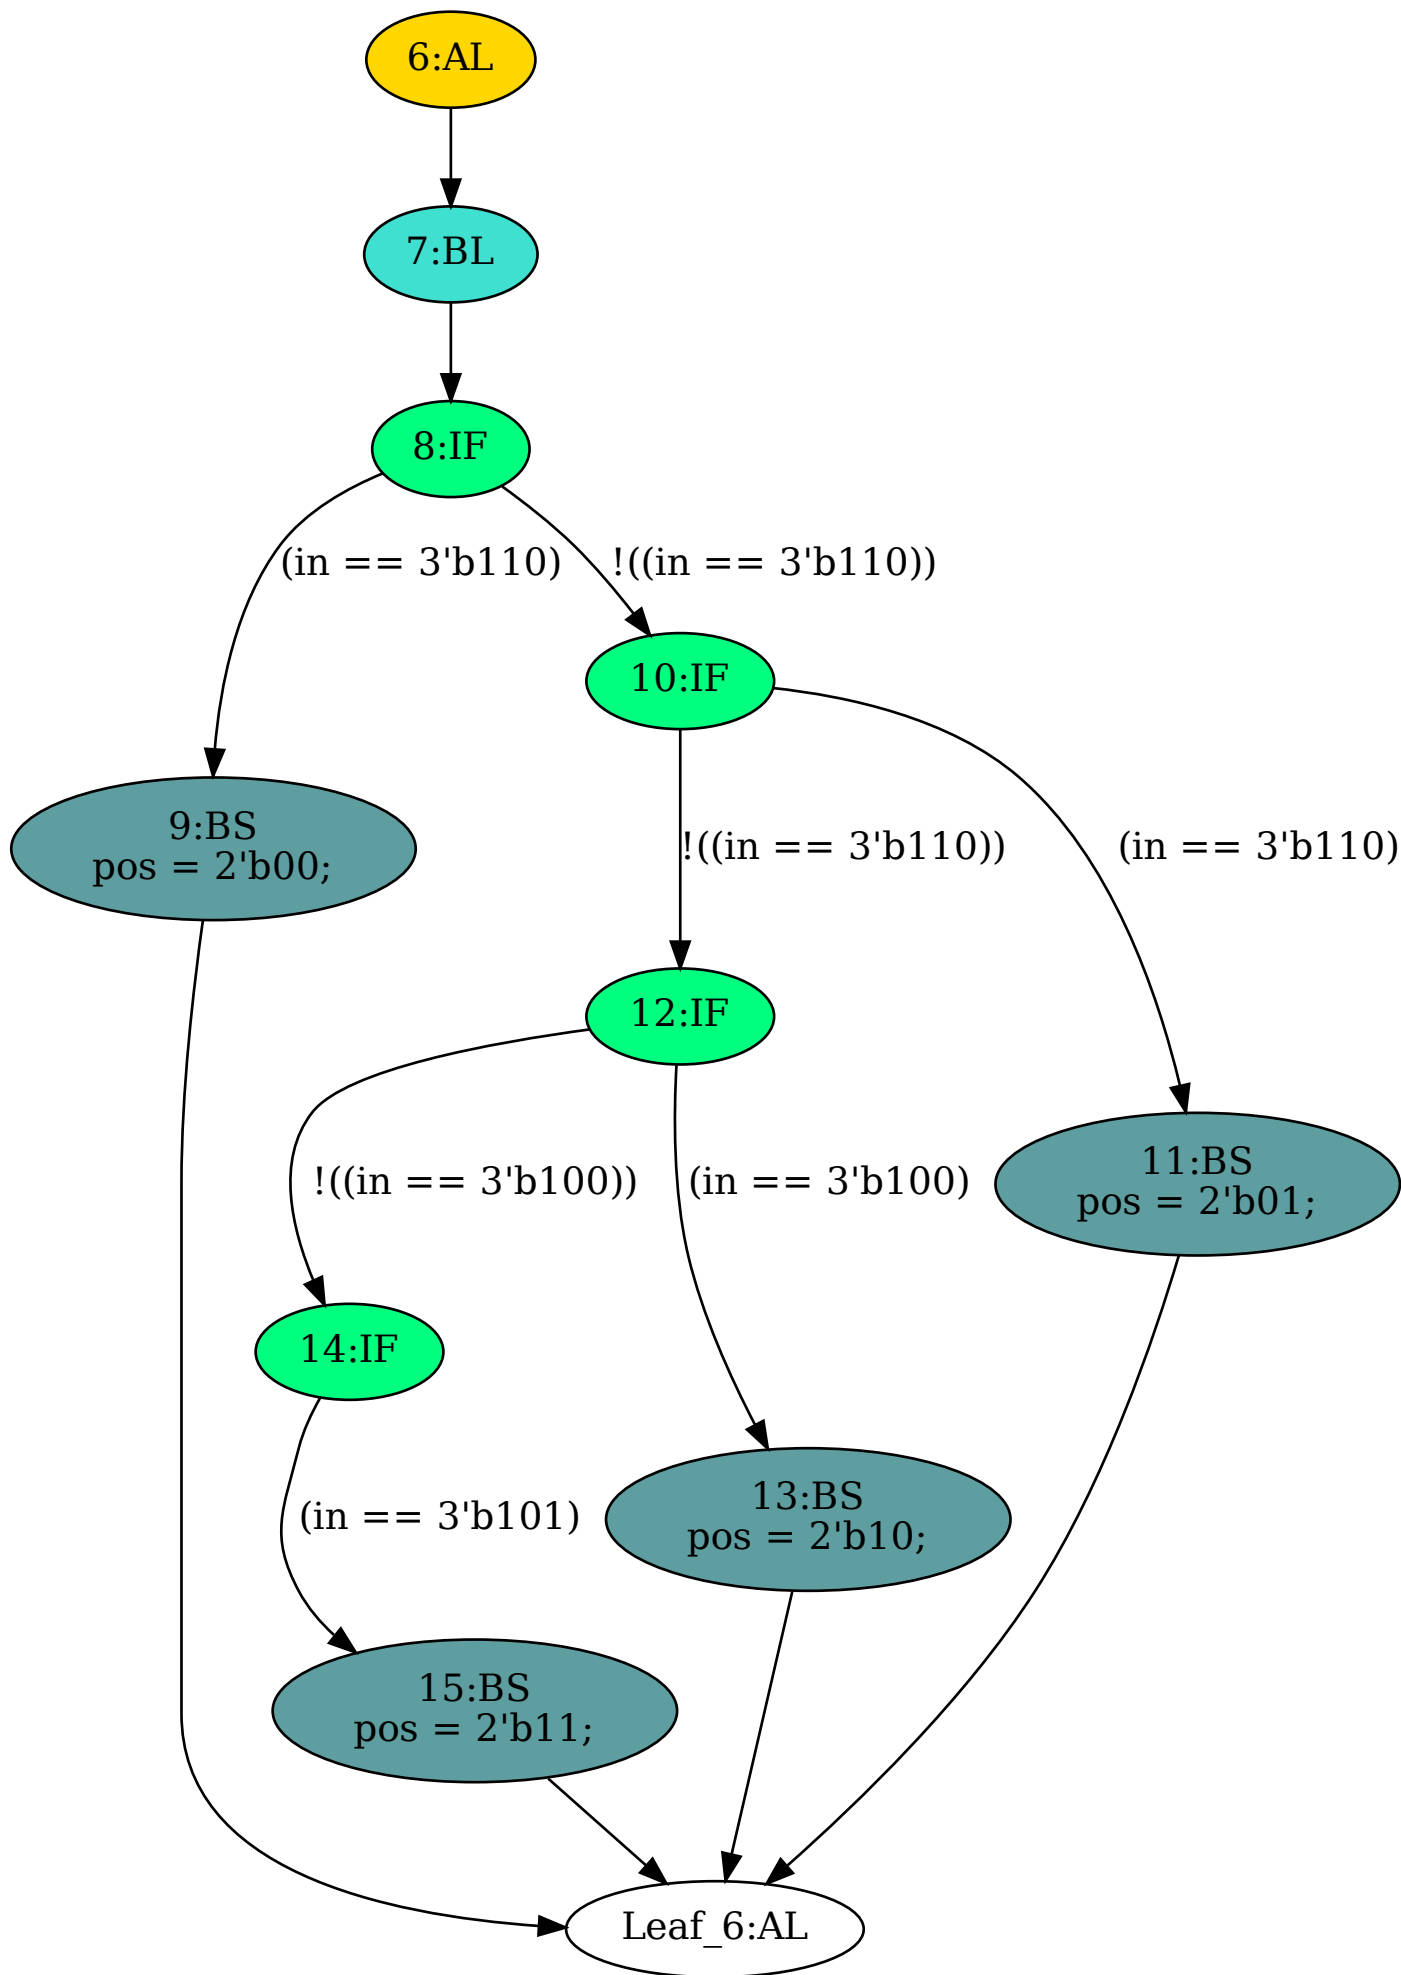 6:AL
7:BL
8:IF
(in == 3'b110)
!((in == 3'b110))
10:IF
9:BS
pos = 2'b00;
!((in == 3'b110))
(in == 3'b110)
12:IF
11:BS
pos = 2'b01;
!((in == 3'b100))
(in == 3'b100)
14:IF
13:BS
pos = 2'b10;
(in == 3'b101)
15:BS
pos = 2'b11;
Leaf_6:AL